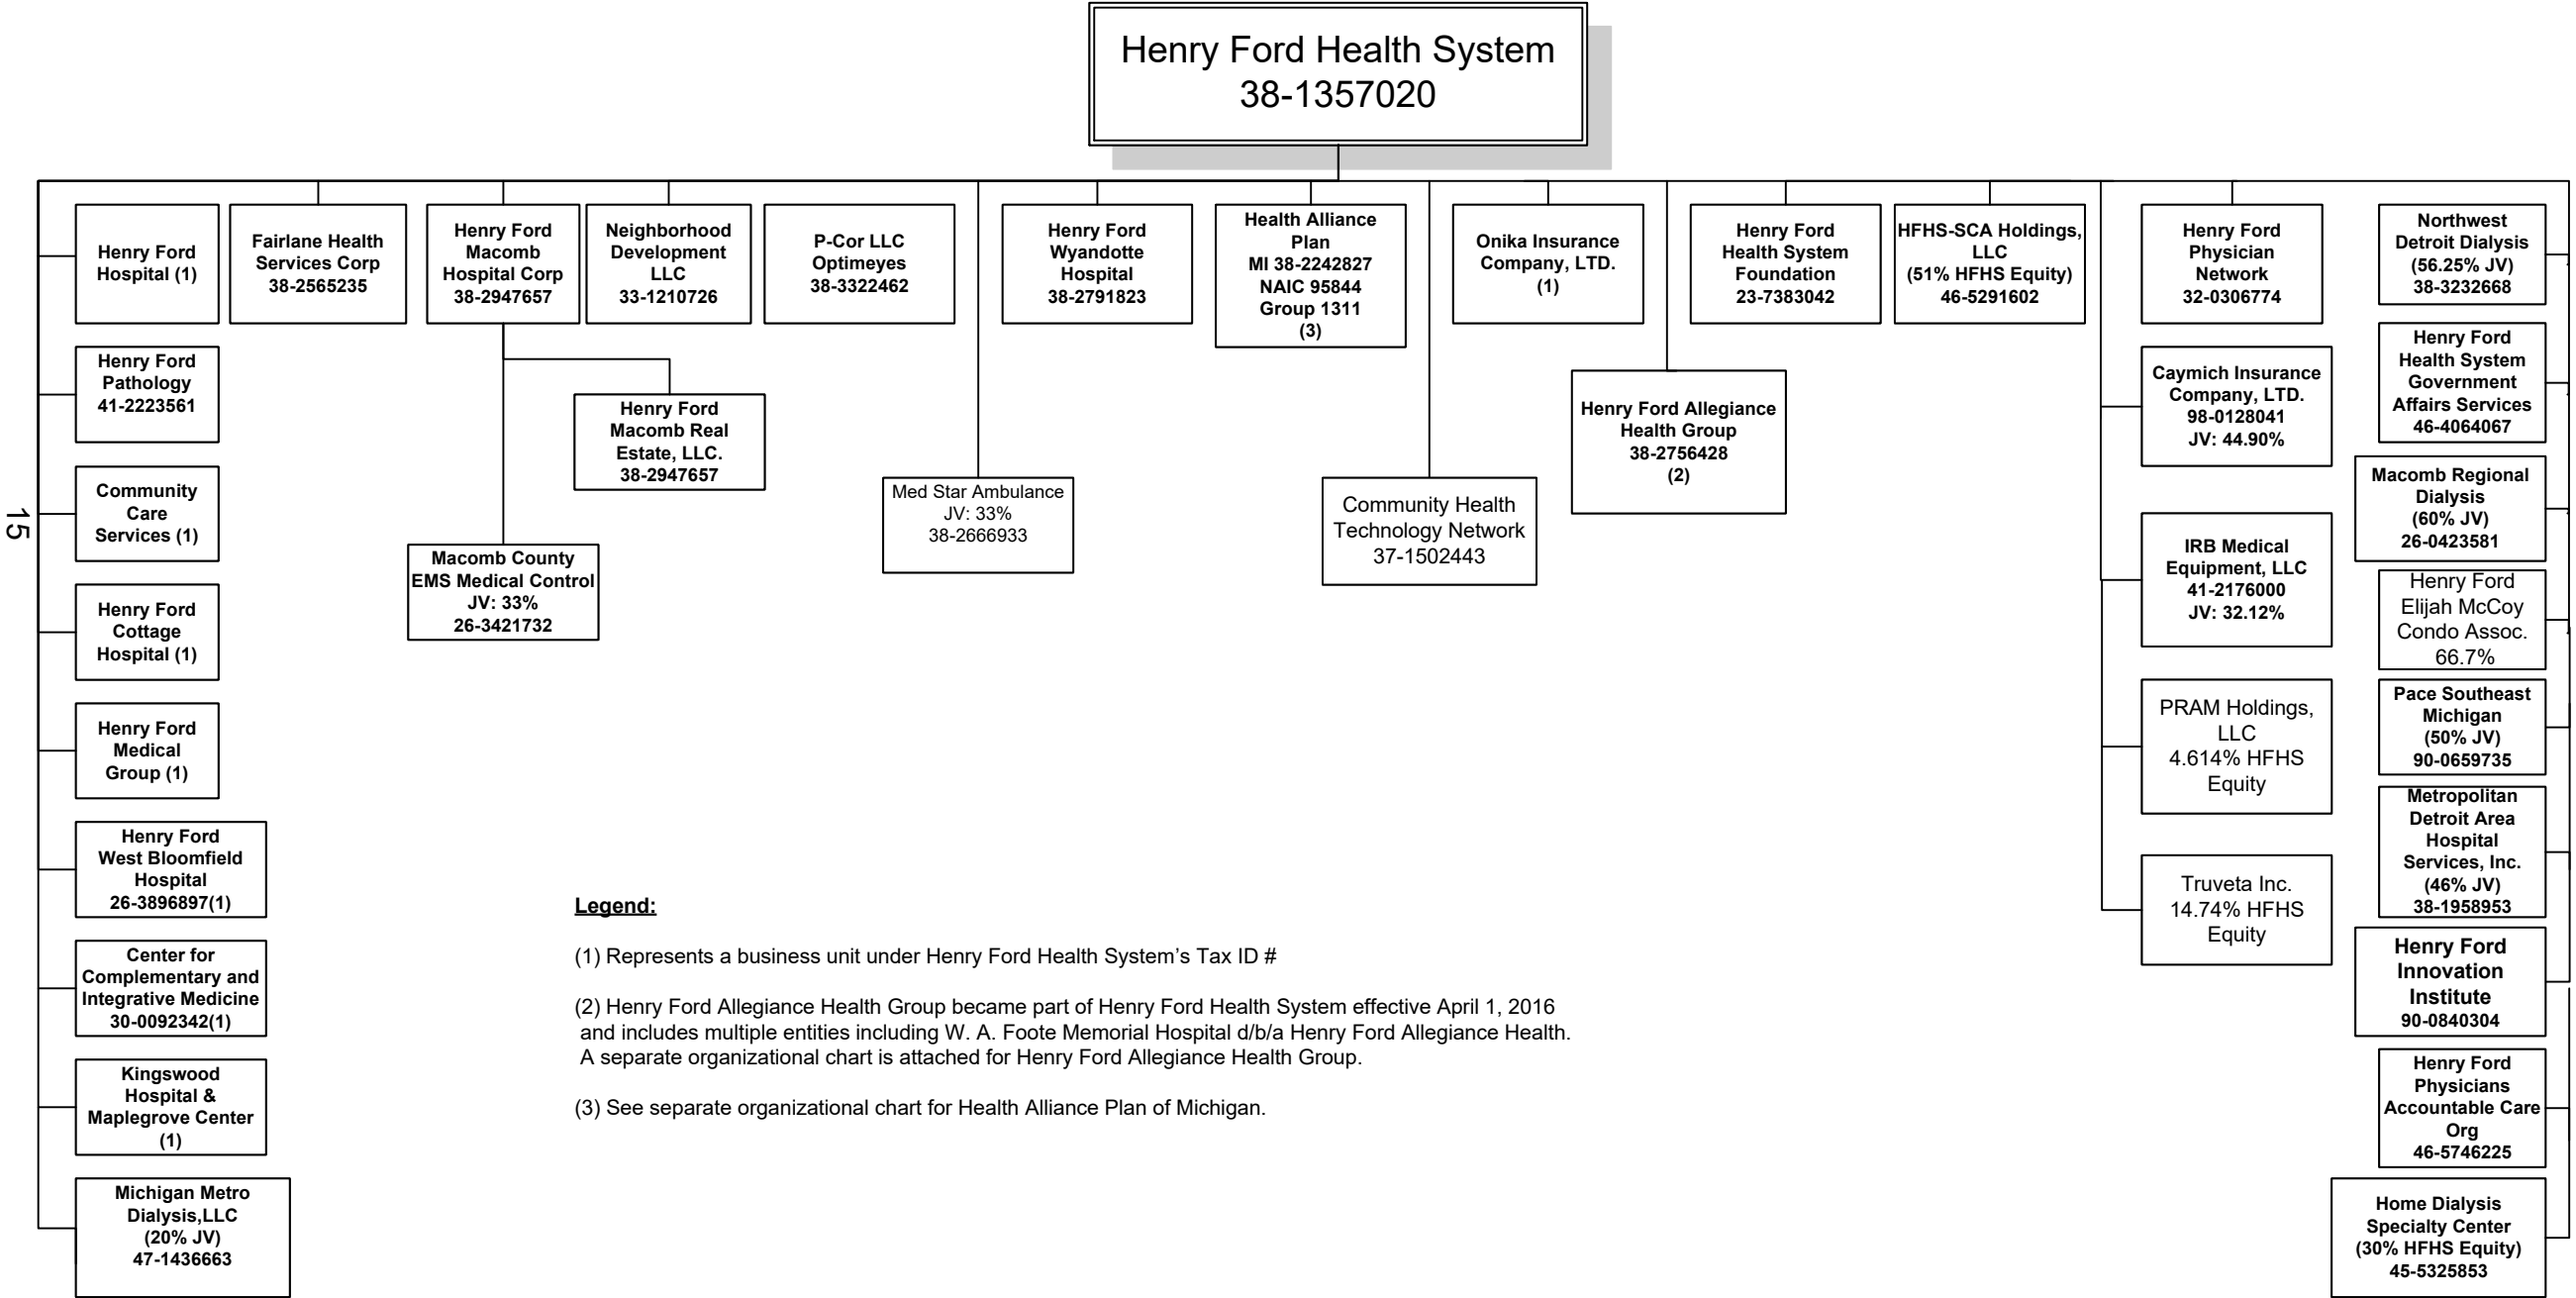 Henry Ford Health System
38-1357020
Henry Ford
Hospital (1)
Fairlane Health
Services Corp
38-2565235
Henry Ford
Macomb
Hospital Corp
38-2947657
Neighborhood
Development
LLC
33-1210726
P-Cor LLC
Optimeyes
38-3322462
Henry Ford
Wyandotte
Hospital
38-2791823
Health Alliance
Plan
MI 38-2242827
NAIC 95844
Group 1311
(3)
Onika Insurance
Company, LTD.
(1)
Henry Ford
Health System
Foundation
23-7383042
HFHS-SCA Holdings,
LLC
(51% HFHS Equity)
46-5291602
Henry Ford
Physician
Network
32-0306774
Northwest
Detroit Dialysis
(56.25% JV)
38-3232668
Henry Ford
Pathology
41-2223561
Community
Care
Services (1)
Henry Ford
Cottage
Hospital (1)
Henry Ford
Medical
Group (1)
Henry Ford
West Bloomfield
Hospital
26-3896897(1)
Center for
Complementary and
Integrative Medicine
30-0092342(1)
Kingswood
Hospital &
Maplegrove Center
(1)
Michigan Metro
Dialysis,LLC
(20% JV)
47-1436663
Henry Ford
Macomb Real
Estate, LLC.
38-2947657
Macomb County
EMS Medical Control
JV: 33%
26-3421732
Med Star Ambulance
JV: 33%
38-2666933
Community Health
Technology Network
37-1502443
Henry Ford Allegiance
Health Group
38-2756428
(2)
Caymich Insurance
Company, LTD.
98-0128041
JV: 44.90%
IRB Medical
Equipment, LLC
41-2176000
JV: 32.12%
PRAM Holdings,
LLC
4.614% HFHS
Equity
Truveta Inc.
14.74% HFHS
Equity
Henry Ford
Health System
Government
Affairs Services
46-4064067
Macomb Regional
Dialysis
(60% JV)
26-0423581
Henry Ford
Elijah McCoy
Condo Assoc.
66.7%
Pace Southeast
Michigan
(50% JV)
90-0659735
Metropolitan
Detroit Area
Hospital
Services, Inc.
(46% JV)
38-1958953
Henry Ford
Innovation
Institute
90-0840304
Henry Ford
Physicians
Accountable Care
Org
46-5746225
Home Dialysis
Specialty Center
(30% HFHS Equity)
45-5325853
Legend:
(1) Represents a business unit under Henry Ford Health System's Tax ID #
(2) Henry Ford Allegiance Health Group became part of Henry Ford Health System effective April 1, 2016
and includes multiple entities including W. A. Foote Memorial Hospital d/b/a Henry Ford Allegiance Health.
A separate organizational chart is attached for Henry Ford Allegiance Health Group.
(3) See separate organizational chart for Health Alliance Plan of Michigan.
15